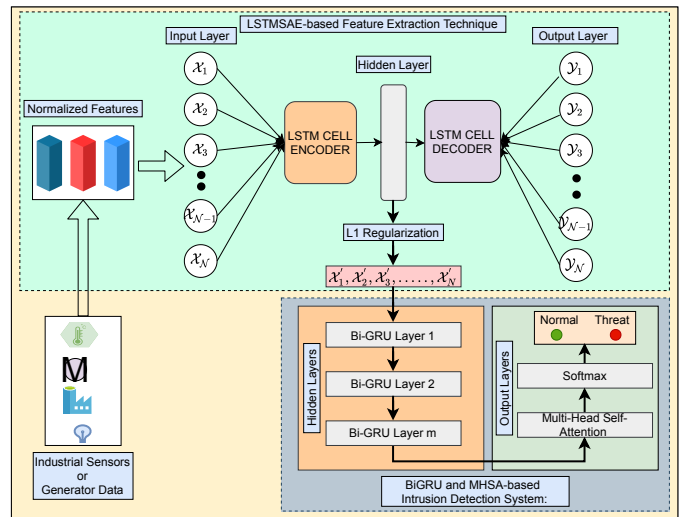 LSTMSAE-based Feature Extraction Technique
Input Layer
Output Layer
Hidden Layer
Normalized Features
𝒳1
𝒳2
𝒳3
𝒳𝒩−1
𝒳𝒩
LSTM CELL
ENCODER
LSTM CELL
DECODER
𝒴1
𝒴2
𝒴3
𝒴𝒩−1
𝒴𝒩
L1 Regularization
𝒳′1, 𝒳′2, 𝒳′3, ....., 𝒳′N
M
Industrial Sensors
or
Generator Data
Hidden Layers
Bi-GRU Layer 1
Bi-GRU Layer 2
Bi-GRU Layer m
Output Layers
Normal Threat
Softmax
Multi-Head Self-
Attention
BiGRU and MHSA-based
Intrusion Detection System: